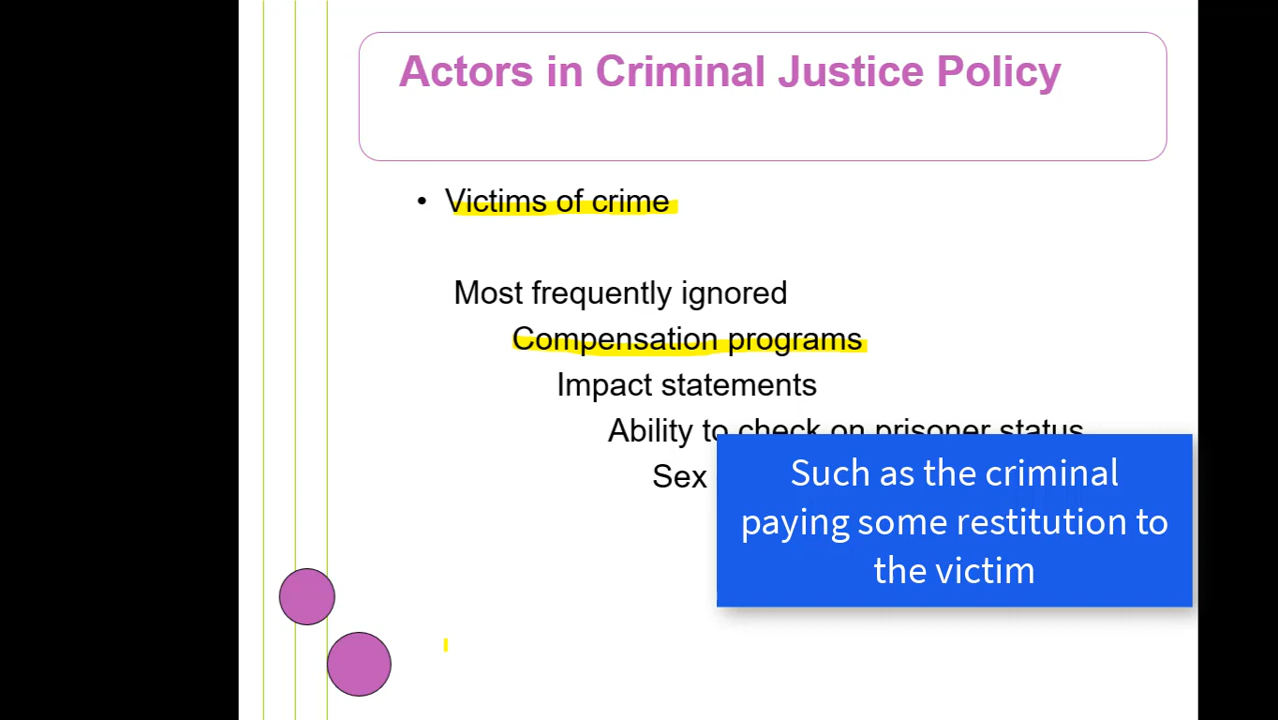 Actors in Criminal Justice Policy
• Victims of crime
Most frequently ignored
Compensation programs
Impact statements
Ability to check on prisoner status
Sex
Such as the criminal
paying some restitution to
the victim